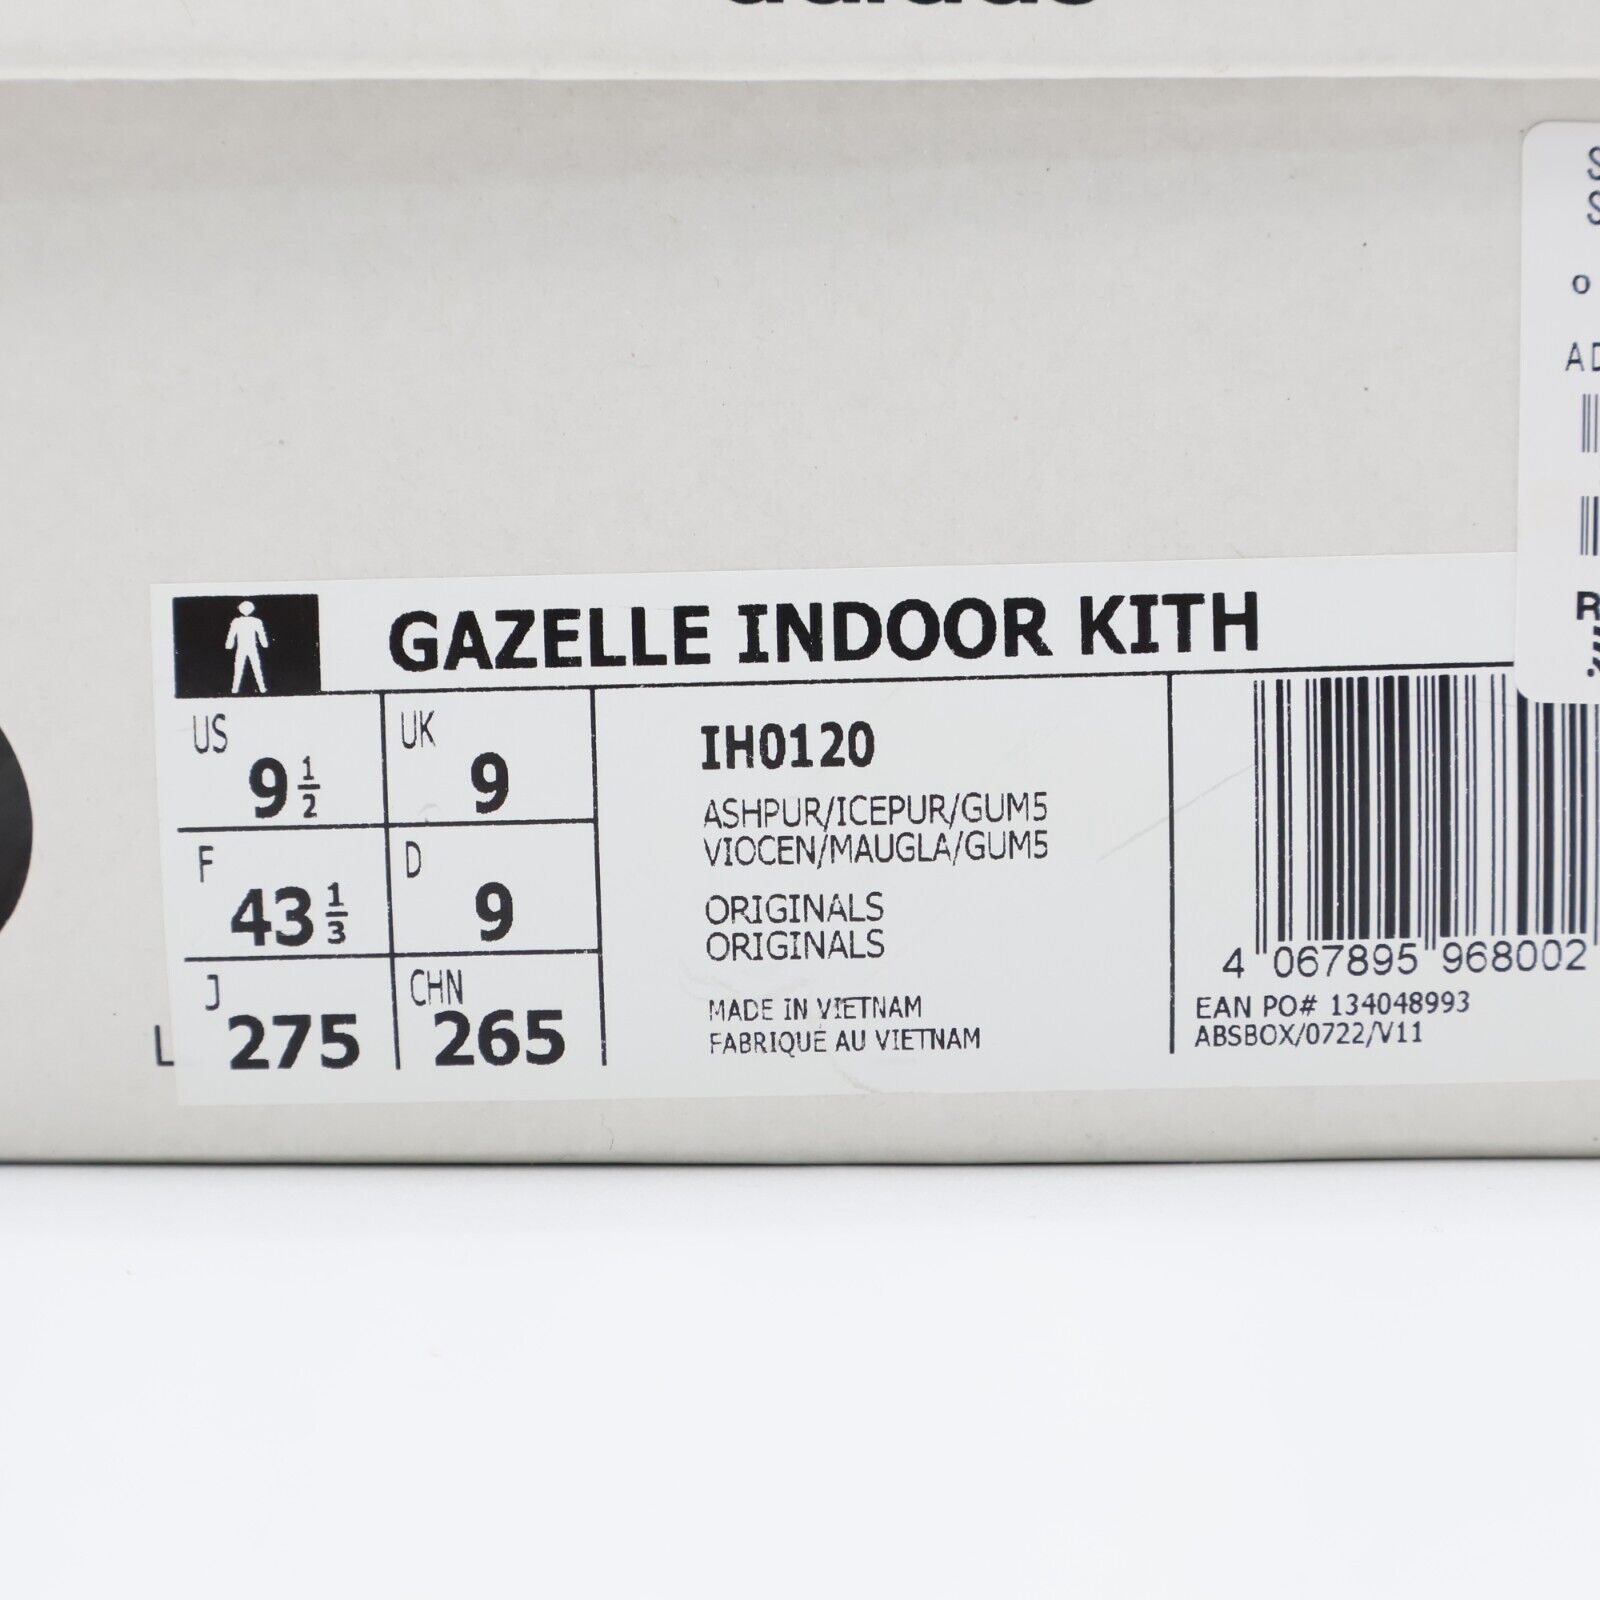 GAZELLE INDOOR KITH
US 9 1/2
UK 9
F 43 1/3
D 9
J 275
CHN 265
IH0120
ASHPUR/ICEPUR/GUM5
VIOCEN/MAUGLA/GUM5
ORIGINALS
ORIGINALS
MADE IN VIETNAM
FABRIQUÉ AU VIETNAM
4 067895 968002
EAN PO# 134048993
ABSBOX/0722/V11